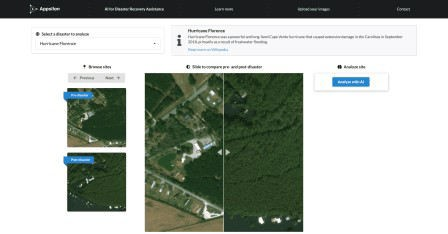 Appsilon
AI for Disaster Recovery Assistance
Learn more
Upload your images
Contact
Select a disaster to analyze
Hurricane Florence
Hurricane Florence
Hurricane Florence was a powerful and long-lived Cape Verde hurricane that caused extensive damage in the Carolinas in September
2018, primarily as a result of freshwater flooding.
Read more on Wikipedia
Browse sites
Previous
Next
Slide to compare pre- and post-disaster
Analyze site
Analyze with AI
Pre-disaster